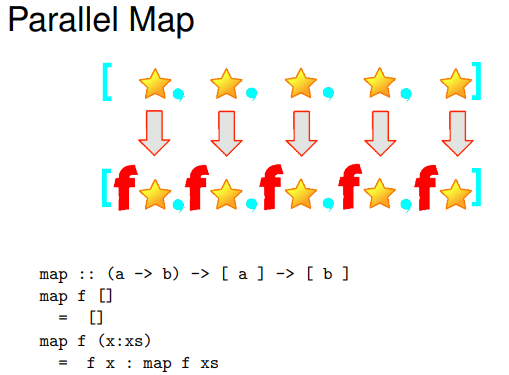 Parallel Map
[ , , , , ]
[ f , f , f , f , f ]
map :: (a -> b) -> [ a ] -> [ b ]
map f []
= []
map f (x:xs)
= f x : map f xs